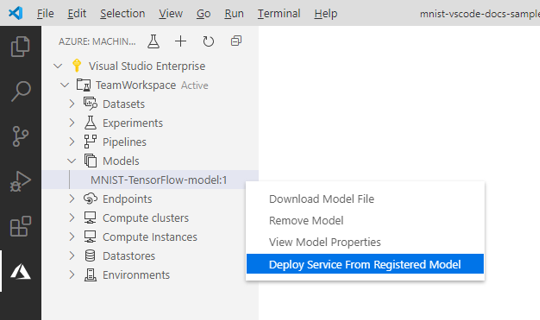 File Edit Selection View Go Run Terminal Help mnist-vscode-docs-sample
AZURE: MACHIN...
Visual Studio Enterprise
TeamWorkspace Active
Datasets
Experiments
Pipelines
Models
MNIST-TensorFlow-model:1
Endpoints
Compute clusters
Compute Instances
Datastores
Environments
Download Model File
Remove Model
View Model Properties
Deploy Service From Registered Model